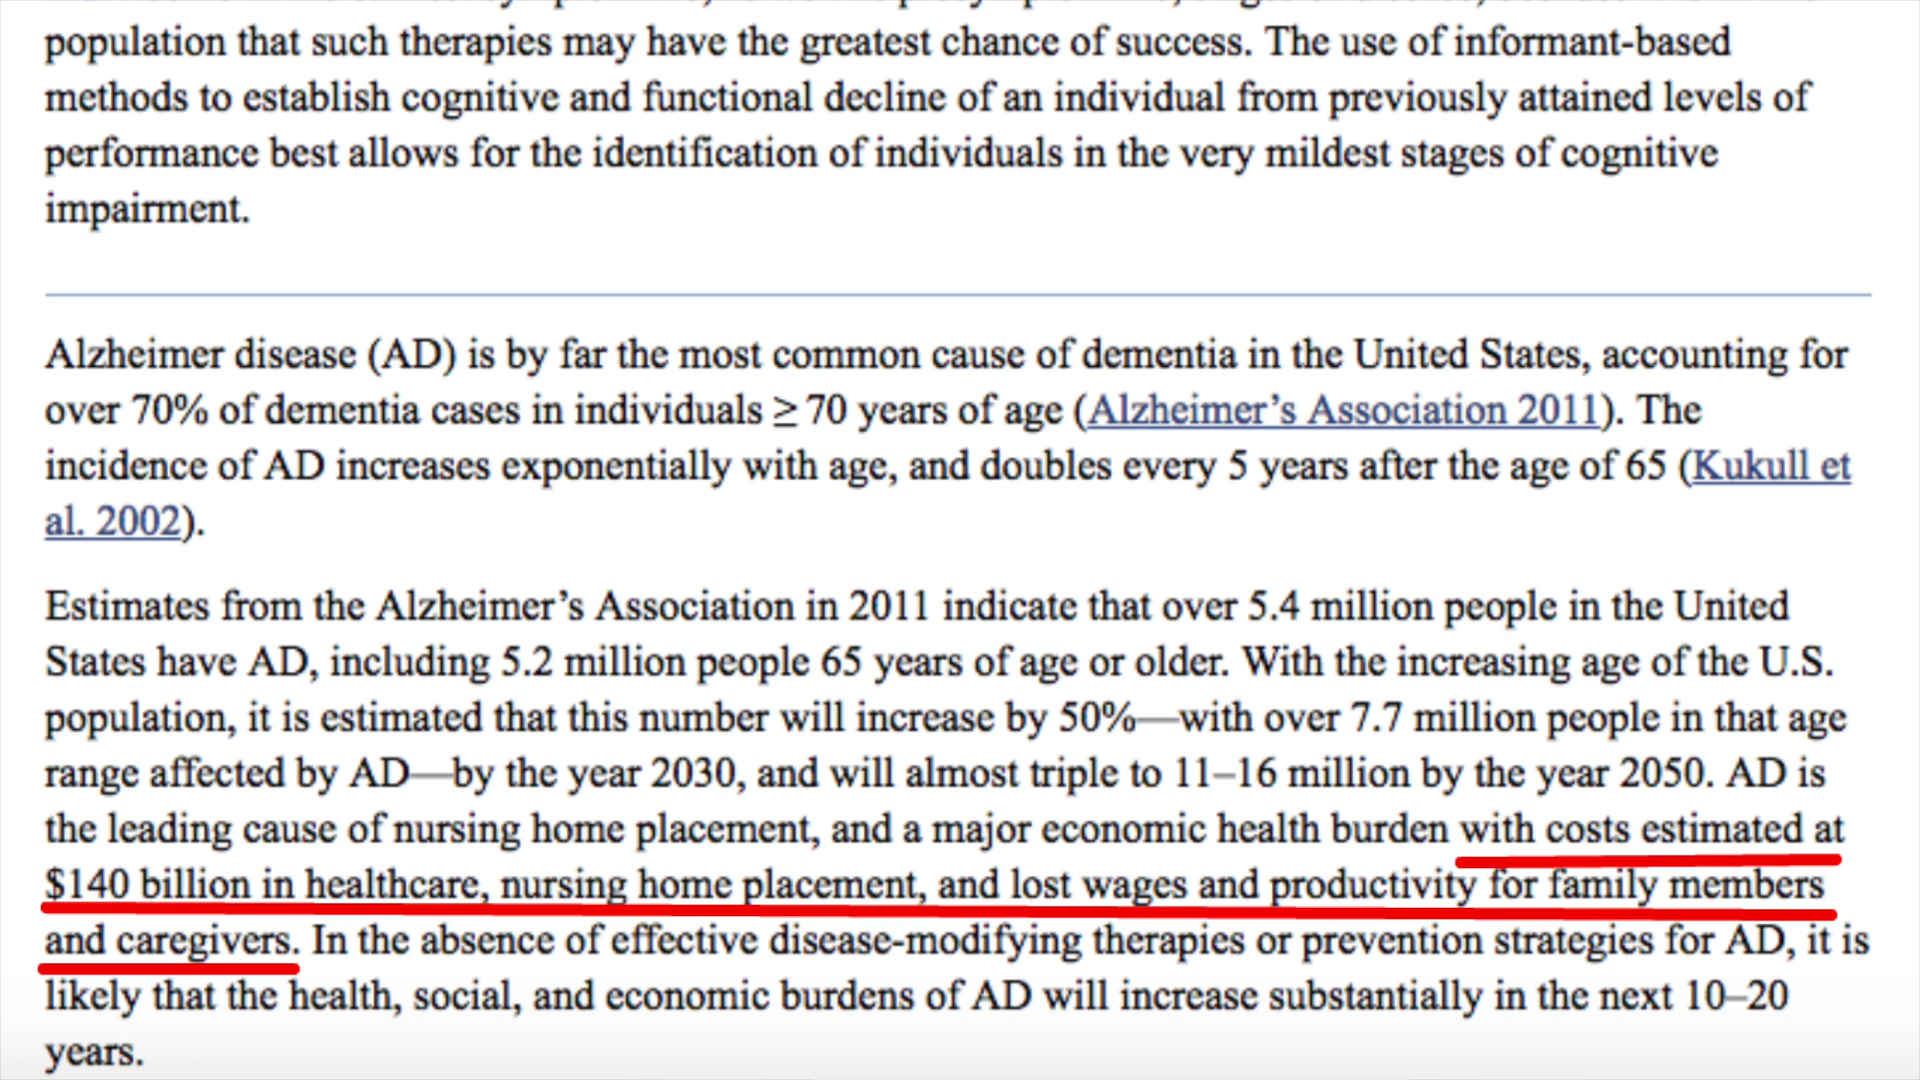 population that such therapies may have the greatest chance of success. The use of informant-based
methods to establish cognitive and functional decline of an individual from previously attained levels of
performance best allows for the identification of individuals in the very mildest stages of cognitive
impairment.
Alzheimer disease (AD) is by far the most common cause of dementia in the United States, accounting for
over 70% of dementia cases in individuals ≥ 70 years of age (Alzheimer’s Association 2011). The
incidence of AD increases exponentially with age, and doubles every 5 years after the age of 65 (Kukull et
al. 2002).
Estimates from the Alzheimer’s Association in 2011 indicate that over 5.4 million people in the United
States have AD, including 5.2 million people 65 years of age or older. With the increasing age of the U.S.
population, it is estimated that this number will increase by 50%—with over 7.7 million people in that age
range affected by AD—by the year 2030, and will almost triple to 11–16 million by the year 2050. AD is
the leading cause of nursing home placement, and a major economic health burden with costs estimated at
$140 billion in healthcare, nursing home placement, and lost wages and productivity for family members
and caregivers. In the absence of effective disease-modifying therapies or prevention strategies for AD, it is
likely that the health, social, and economic burdens of AD will increase substantially in the next 10–20
years.